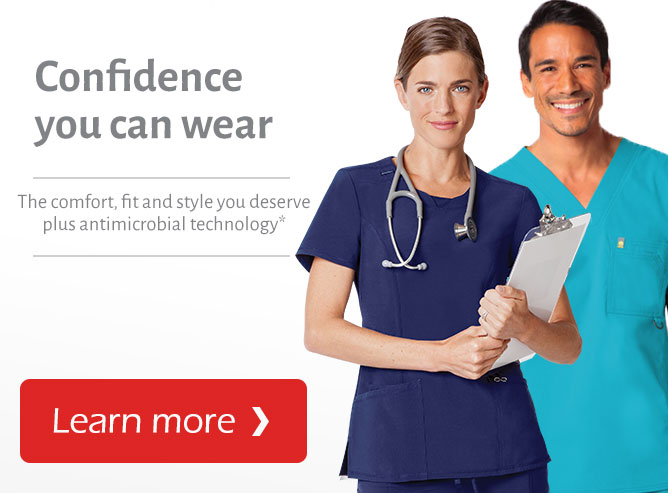 Confidence
you can wear
The comfort, fit and style you deserve
plus antimicrobial technology*
Learn more ❯